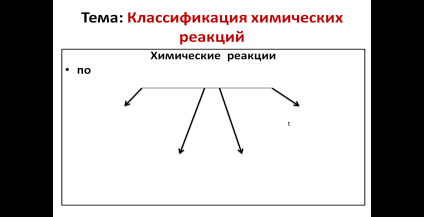 Тема: Классификация химических
реакций
Химические реакции
• по
t